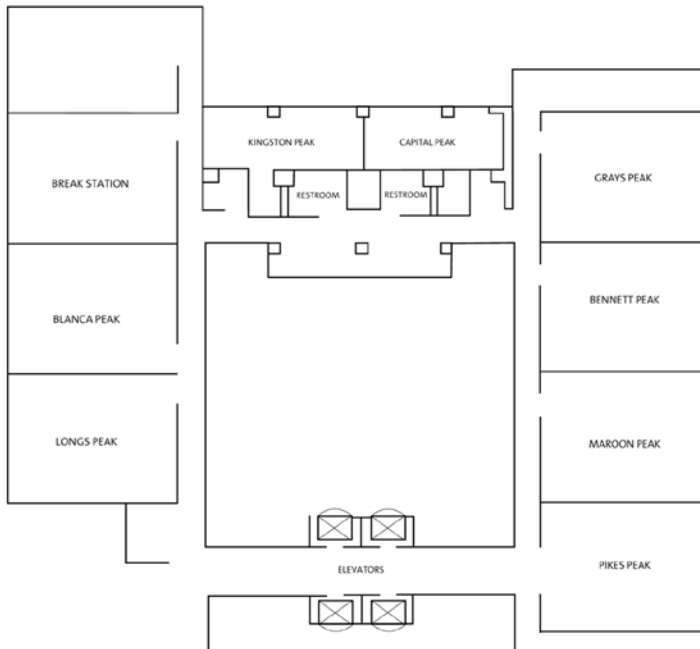 KINGSTON PEAK
CAPITAL PEAK
BREAK STATION
RESTROOM
RESTROOM
GRAYS PEAK
BLANCA PEAK
BENNETT PEAK
LONGS PEAK
MAROON PEAK
ELEVATORS
PIKES PEAK